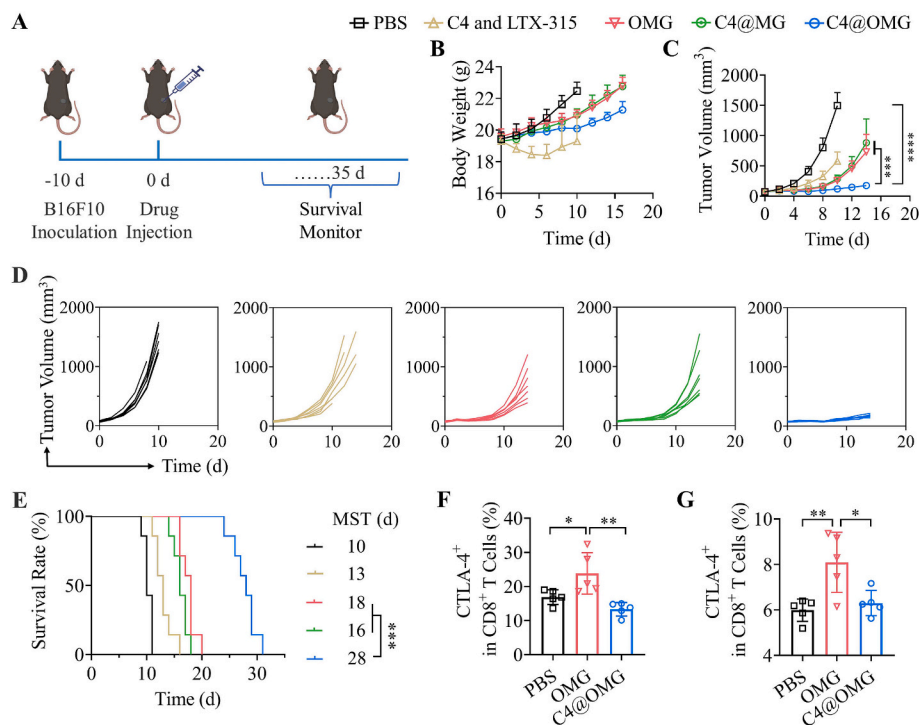 PBS C4 and LTX-315 OMG C4@MG C4@OMG
A
-10 d 0 d ......35 d
B16F10 Drug Survival
Inoculation Injection Monitor
B
Body Weight (g)
24
22
20
18
16
0 5 10 15 20
Time (d)
C
Tumor Volume (mm³)
2000
1500
1000
500
0
0 4 8 12 16 20
Time (d)
***
****
D
Tumor Volume (mm³)
2000 2000 2000 2000 2000
1000 1000 1000 1000 1000
0 0 0 0 0
0 10 20 0 10 20 0 10 20 0 10 20 0 10 20
Time (d)
E
Survival Rate (%)
100
50
0
0 10 20 30
Time (d)
MST (d)
10
13
18
16
28
***
F
CTLA-4⁺
in CD8⁺ T Cells (%)
40
30
20
10
0
* **
PBS
OMG
C4@OMG
G
CTLA-4⁺
in CD8⁺ T Cells (%)
10
8
6
4
** *
PBS
OMG
C4@OMG